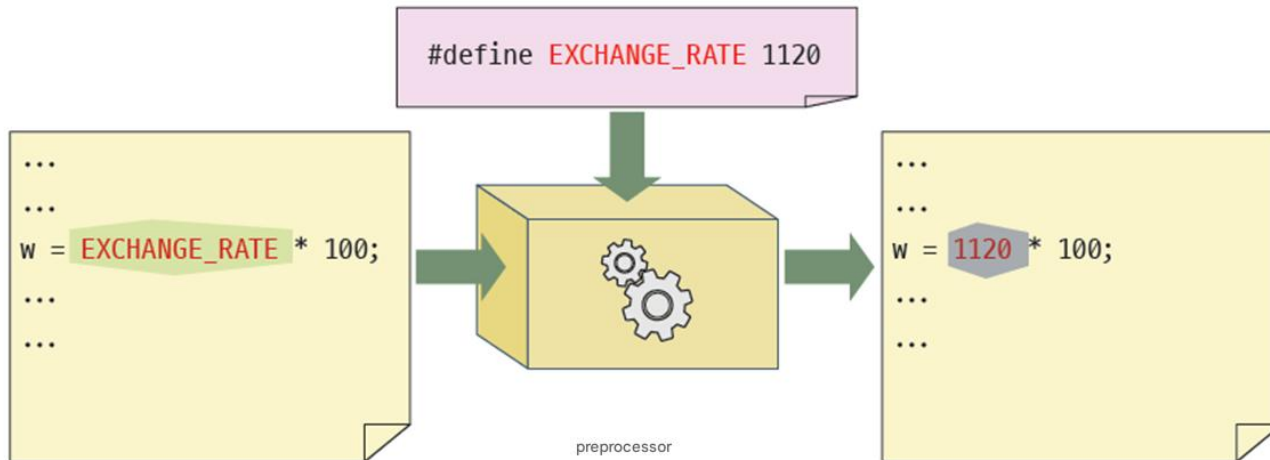 #define EXCHANGE_RATE 1120
...
...
w = EXCHANGE_RATE * 100;
...
...
...
...
w = 1120 * 100;
...
...
preprocessor